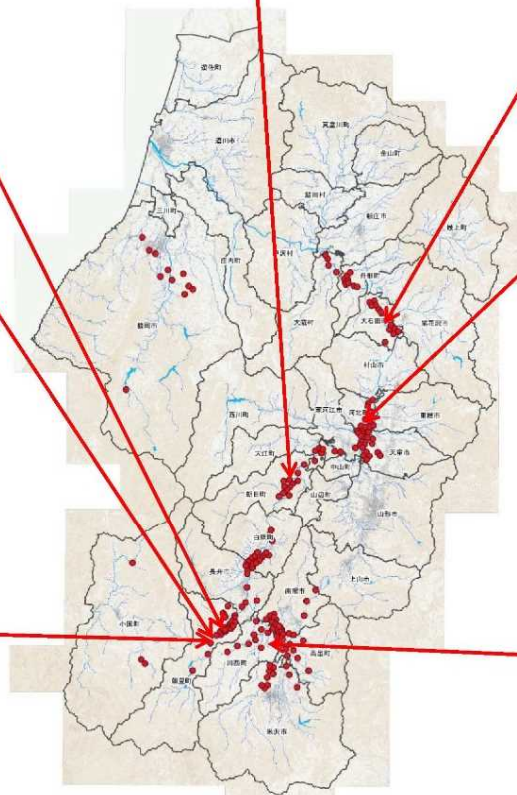 遊佐町
酒田市
真室川町
金山町
鮭川村
新庄市
最上町
三川町
庄内町
戸沢村
舟形町
鶴岡市
大蔵村
大石田町
尾花沢市
村山市
西川町
寒河江市
河北町
東根市
大江町
天童市
中山町
朝日町
山辺町
山形市
白鷹町
上山市
長井市
南陽市
小国町
高畠町
川西町
飯豊町
米沢市